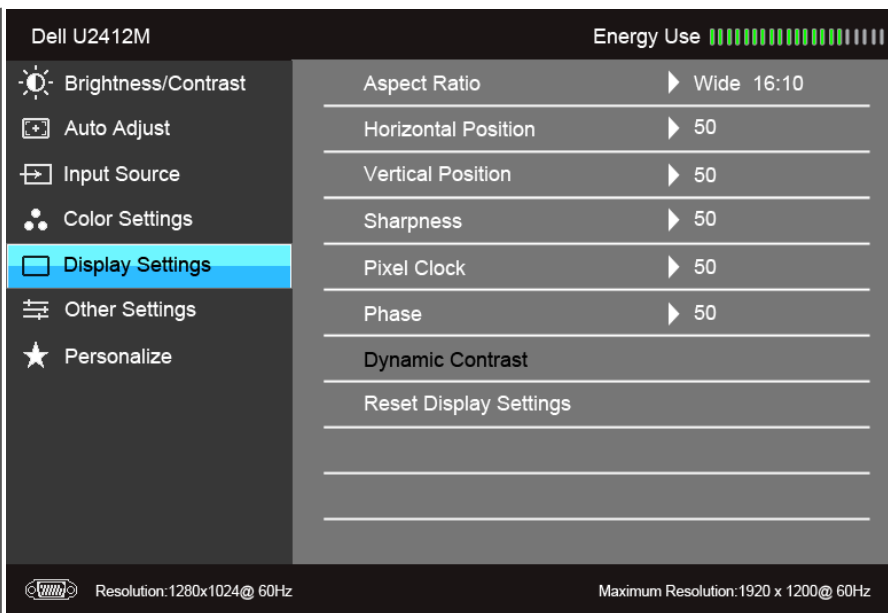 Dell U2412M Energy Use
Brightness/Contrast
Auto Adjust
Input Source
Color Settings
Display Settings
Other Settings
Personalize
Aspect Ratio Wide 16:10
Horizontal Position 50
Vertical Position 50
Sharpness 50
Pixel Clock 50
Phase 50
Dynamic Contrast
Reset Display Settings
Resolution:1280x1024@ 60Hz Maximum Resolution:1920 x 1200@ 60Hz